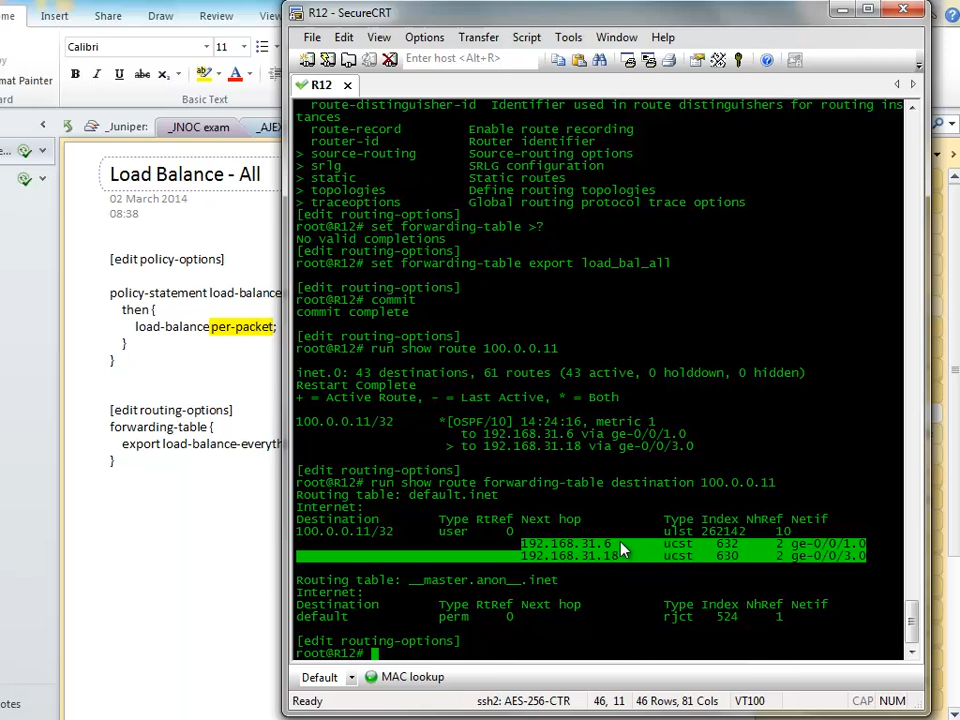 ome
Insert
Share
Draw
Review
View
Calibri
11
at Painter
Basic Text
ard
_Juniper:
_JNOC exam
_AJEX
e...
Load Balance - All
02 March 2014
08:38
[edit policy-options]
policy-statement load-balance
then {
load-balance per-packet;
}
}
[edit routing-options]
forwarding-table {
export load-balance-everyth
}
otes
R12 - SecureCRT
File Edit View Options Transfer Script Tools Window Help
Enter host <Alt+R>
R12
route-distinguisher-id Identifier used in route distinguishers for routing ins
tances
route-record Enable route recording
router-id Router identifier
> source-routing Source-routing options
> srlg SRLG configuration
> static Static routes
> topologies Define routing topologies
> traceoptions Global routing protocol trace options
[edit routing-options]
root@R12# set forwarding-table >?
No valid completions
[edit routing-options]
root@R12# set forwarding-table export load_bal_all
[edit routing-options]
root@R12# commit
commit complete
[edit routing-options]
root@R12# run show route 100.0.0.11
inet.0: 43 destinations, 61 routes (43 active, 0 holddown, 0 hidden)
Restart Complete
+ = Active Route, - = Last Active, * = Both
100.0.0.11/32 *[OSPF/10] 14:24:16, metric 1
to 192.168.31.6 via ge-0/0/1.0
> to 192.168.31.18 via ge-0/0/3.0
[edit routing-options]
root@R12# run show route forwarding-table destination 100.0.0.11
Routing table: default.inet
Internet:
Destination Type RtRef Next hop Type Index NhRef Netif
100.0.0.11/32 user 0 ulst 262142 10
192.168.31.6 ucst 632 2 ge-0/0/1.0
192.168.31.18 ucst 630 2 ge-0/0/3.0
Routing table: __master.anon__.inet
Internet:
Destination Type RtRef Next hop Type Index NhRef Netif
default perm 0 rjct 524 1
[edit routing-options]
root@R12#
Default MAC lookup
Ready ssh2: AES-256-CTR 46, 11 46 Rows, 81 Cols VT100 CAP NUM